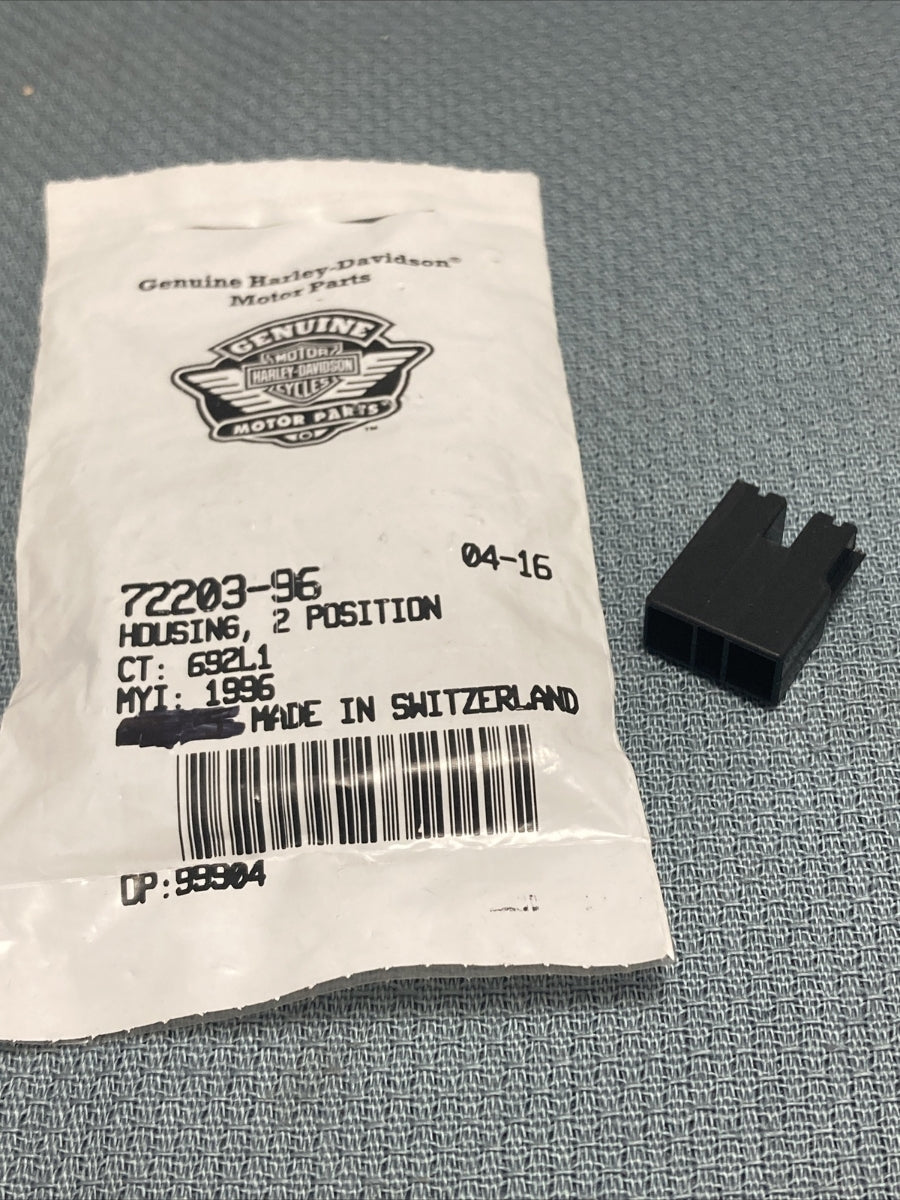 Genuine Harley-Davidson®
Motor Parts
GENUINE
MOTOR
HARLEY-DAVIDSON
CYCLES
MOTOR PARTS
™
04-16
72203-96
HOUSING, 2 POSITION
CT: 692L1
MYI: 1996
MADE IN SWITZERLAND
DP:99904